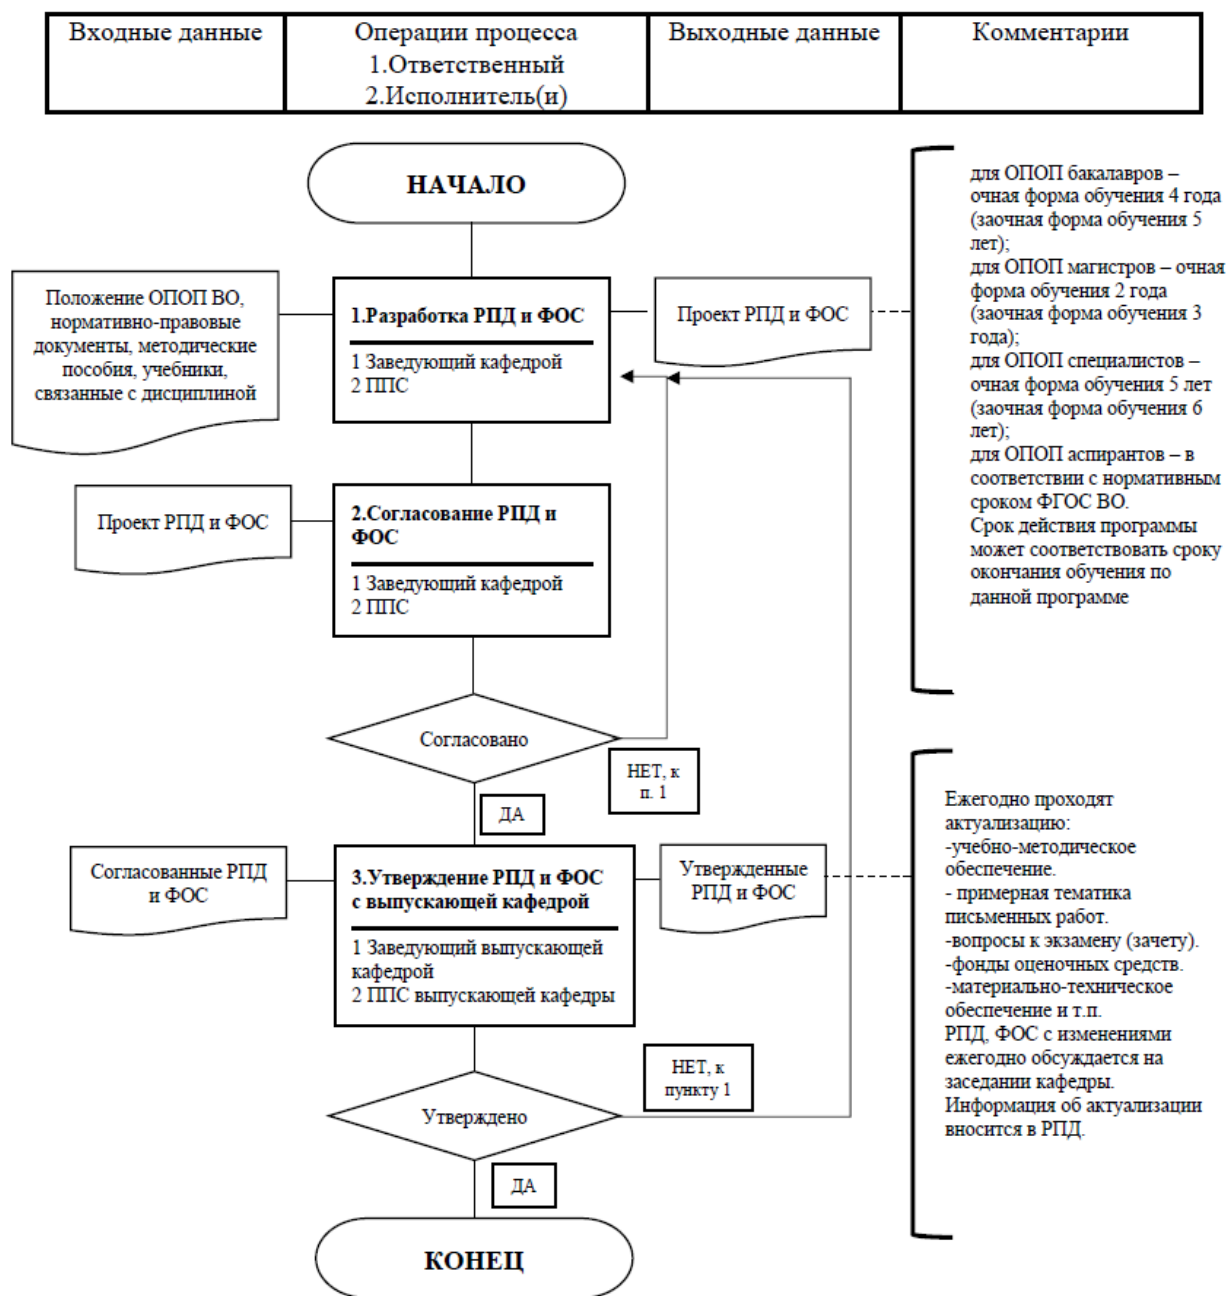 Входные данные
Операции процесса
1.Ответственный
2.Исполнитель(и)
Выходные данные
Комментарии
НАЧАЛО
Положение ОПОП ВО,
нормативно-правовые
документы, методические
пособия, учебники,
связанные с дисциплиной
1.Разработка РПД и ФОС
1 Заведующий кафедрой
2 ППС
Проект РПД и ФОС
для ОПОП бакалавров –
очная форма обучения 4 года
(заочная форма обучения 5
лет);
для ОПОП магистров – очная
форма обучения 2 года
(заочная форма обучения 3
года);
для ОПОП специалистов –
очная форма обучения 5 лет
(заочная форма обучения 6
лет);
для ОПОП аспирантов – в
соответствии с нормативным
сроком ФГОС ВО.
Срок действия программы
может соответствовать сроку
окончания обучения по
данной программе
Проект РПД и ФОС
2.Согласование РПД и
ФОС
1 Заведующий кафедрой
2 ППС
Согласовано
НЕТ, к
п. 1
ДА
Согласованные РПД
и ФОС
3.Утверждение РПД и ФОС
с выпускающей кафедрой
1 Заведующий выпускающей
кафедрой
2 ППС выпускающей кафедры
Утвержденные
РПД и ФОС
Ежегодно проходят
актуализацию:
-учебно-методическое
обеспечение.
- примерная тематика
письменных работ.
-вопросы к экзамену (зачету).
-фонды оценочных средств.
-материально-техническое
обеспечение и т.п.
РПД, ФОС с изменениями
ежегодно обсуждается на
заседании кафедры.
Информация об актуализации
вносится в РПД.
НЕТ, к
пункту 1
Утверждено
ДА
КОНЕЦ